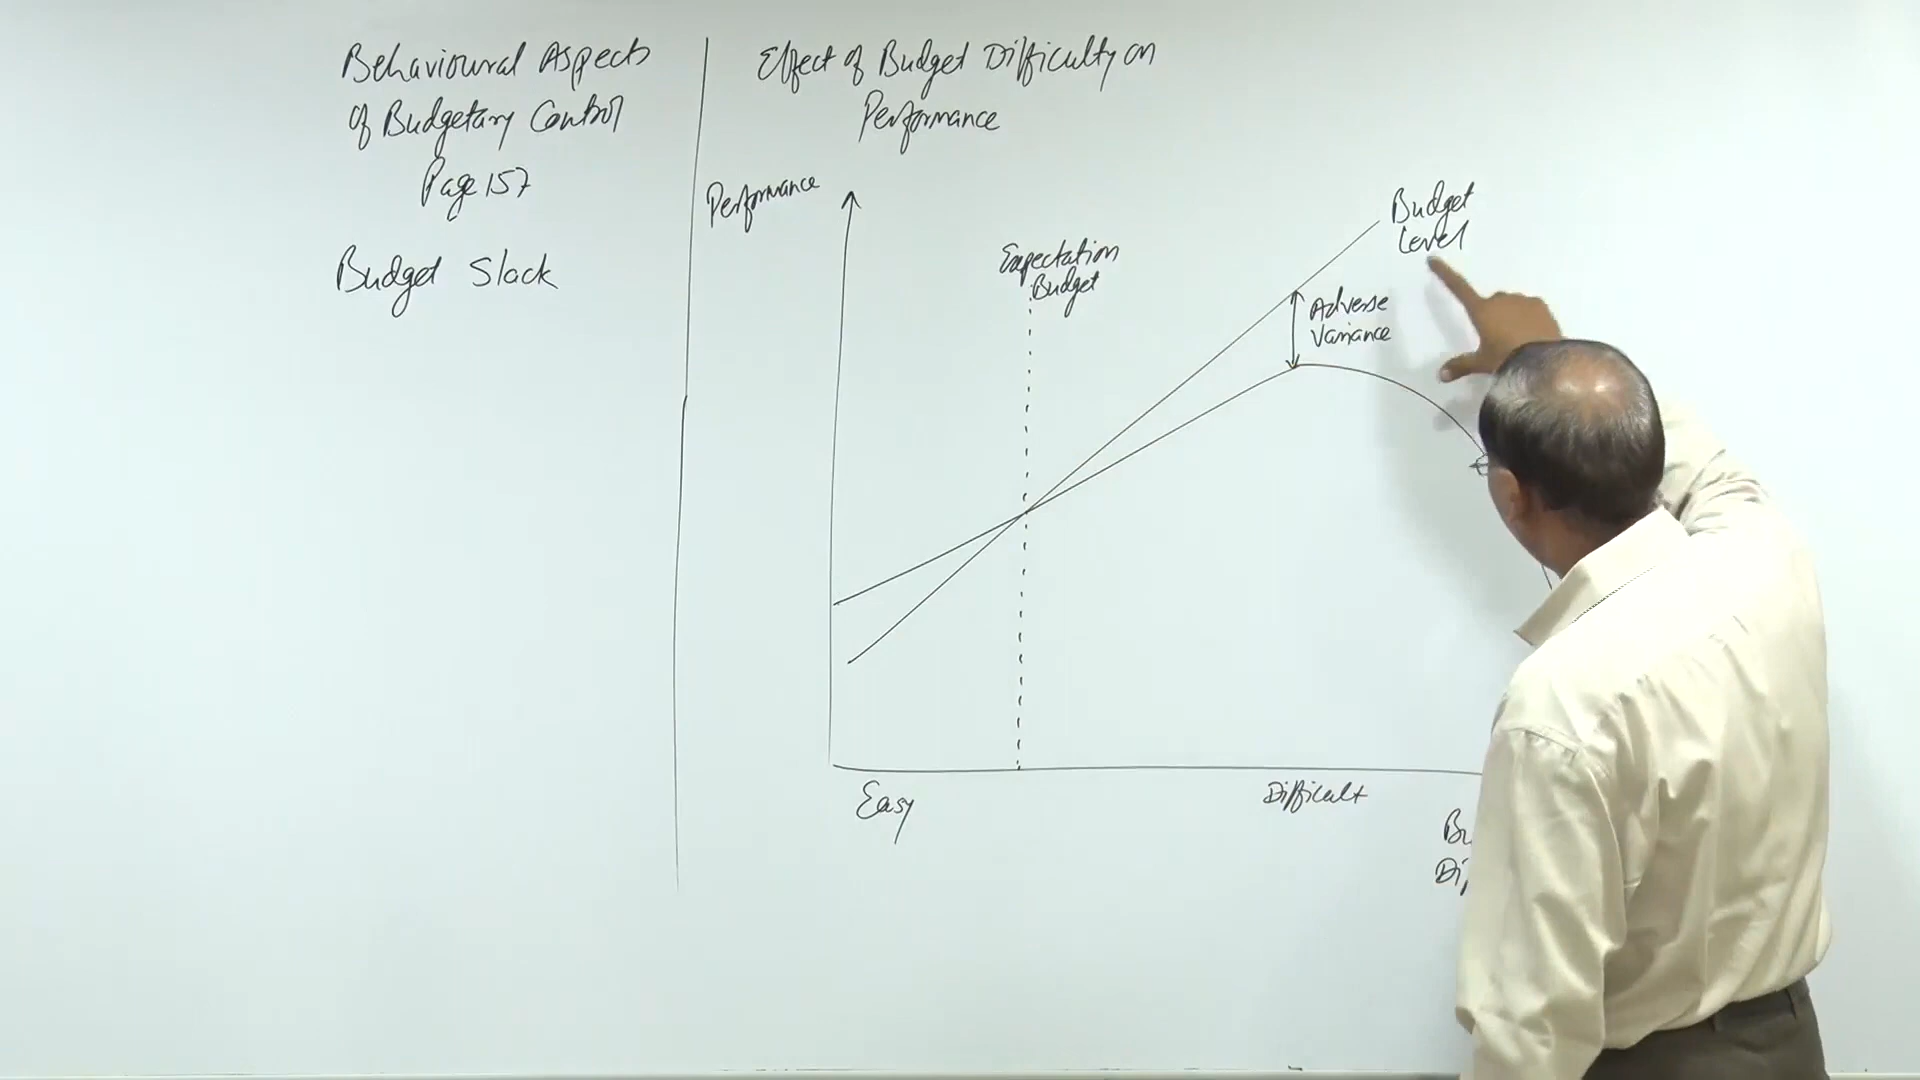 Behavioural Aspects
of Budgetary Control
Page 157
Budget Slack
Effect of Budget Difficulty on
Performance
Performance
Expectation
Budget
Budget
Level
Adverse
Variance
Easy
Difficult